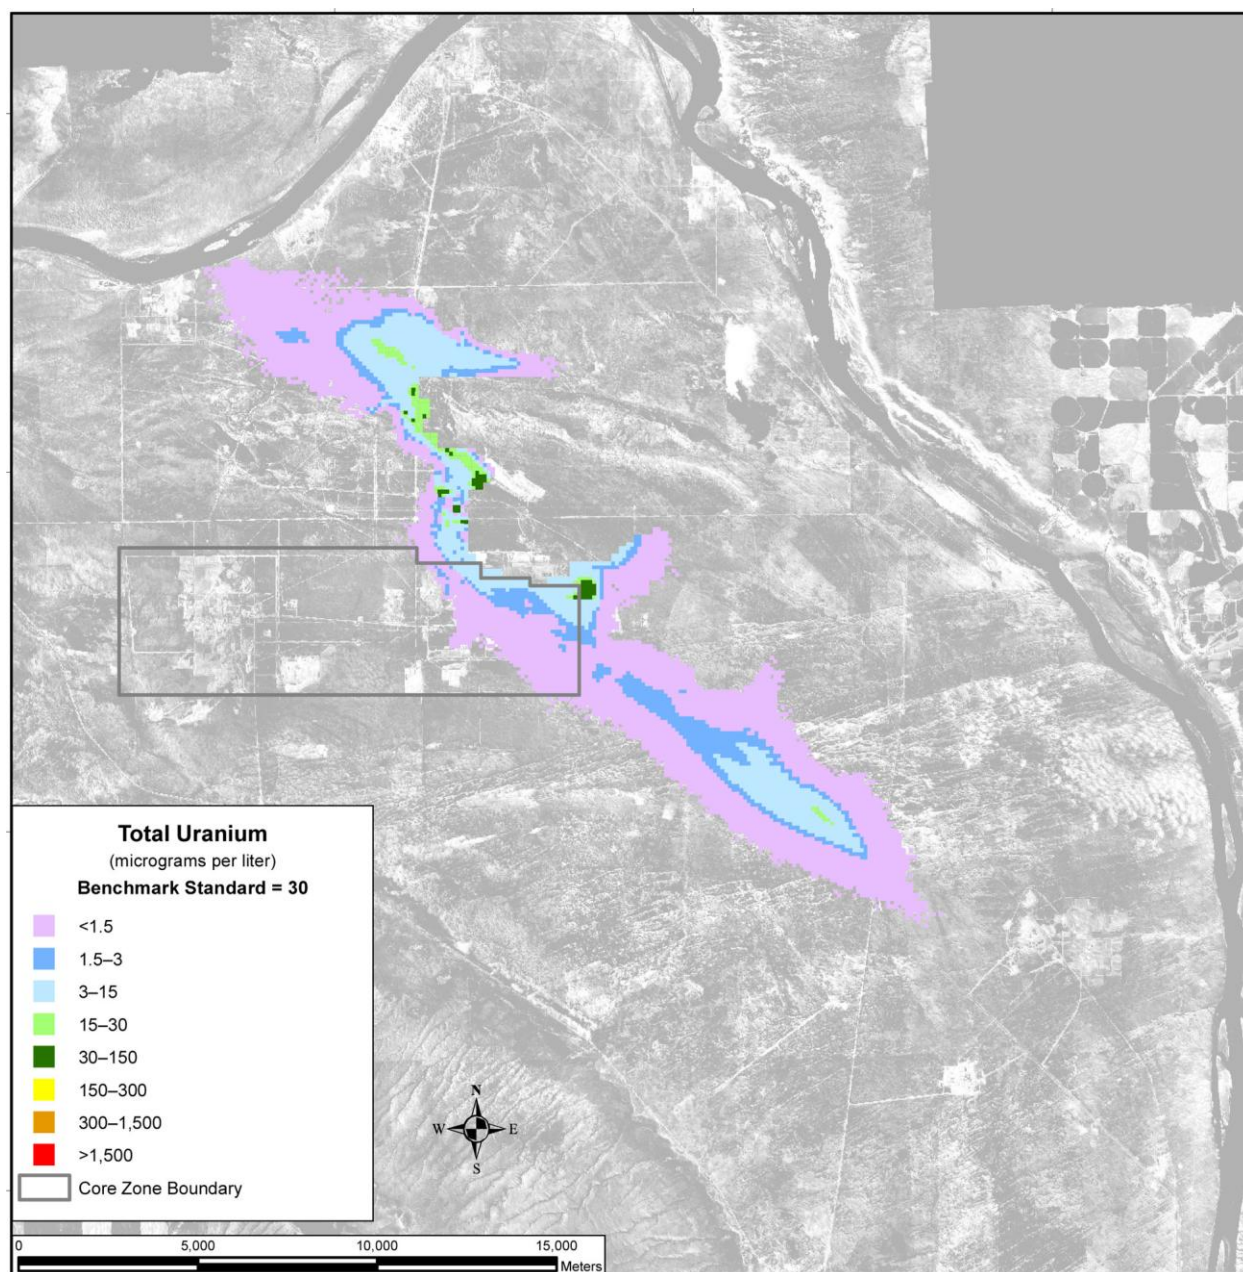 Total Uranium
(micrograms per liter)
Benchmark Standard = 30
<1.5
1.5–3
3–15
15–30
30–150
150–300
300–1,500
>1,500
Core Zone Boundary
N
W E
S
0 5,000 10,000 15,000
Meters